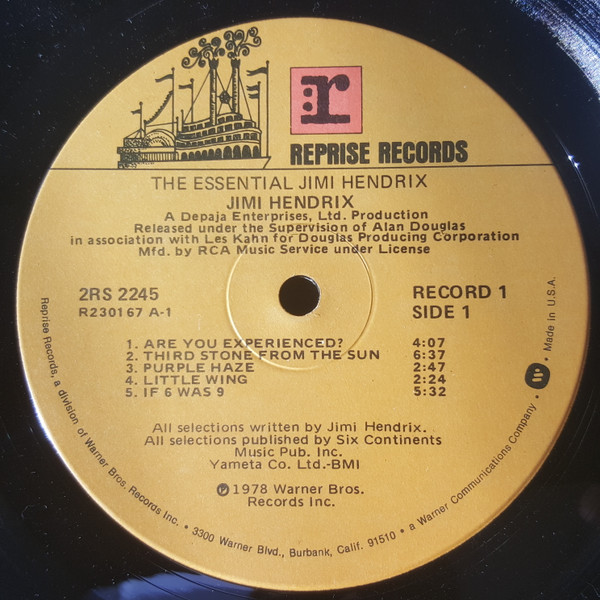 r
REPRISE RECORDS
THE ESSENTIAL JIMI HENDRIX
JIMI HENDRIX
A Depaja Enterprises, Ltd. Production
Released under the Supervision of Alan Douglas
in association with Les Kahn for Douglas Producing Corporation
Mfd. by RCA Music Service under License
2RS 2245
R230167 A-1
RECORD 1
SIDE 1
1. ARE YOU EXPERIENCED? 4:07
2. THIRD STONE FROM THE SUN 6:37
3. PURPLE HAZE 2:47
4. LITTLE WING 2:24
5. IF 6 WAS 9 5:32
All selections written by Jimi Hendrix.
All selections published by Six Continents
Music Pub. Inc.
Yameta Co. Ltd.-BMI
℗1978 Warner Bros.
Records Inc.
Reprise Records, a division of Warner Bros. Records Inc. • 3300 Warner Blvd., Burbank, Calif. 91510 • a Warner Communications Company • Made in U.S.A.